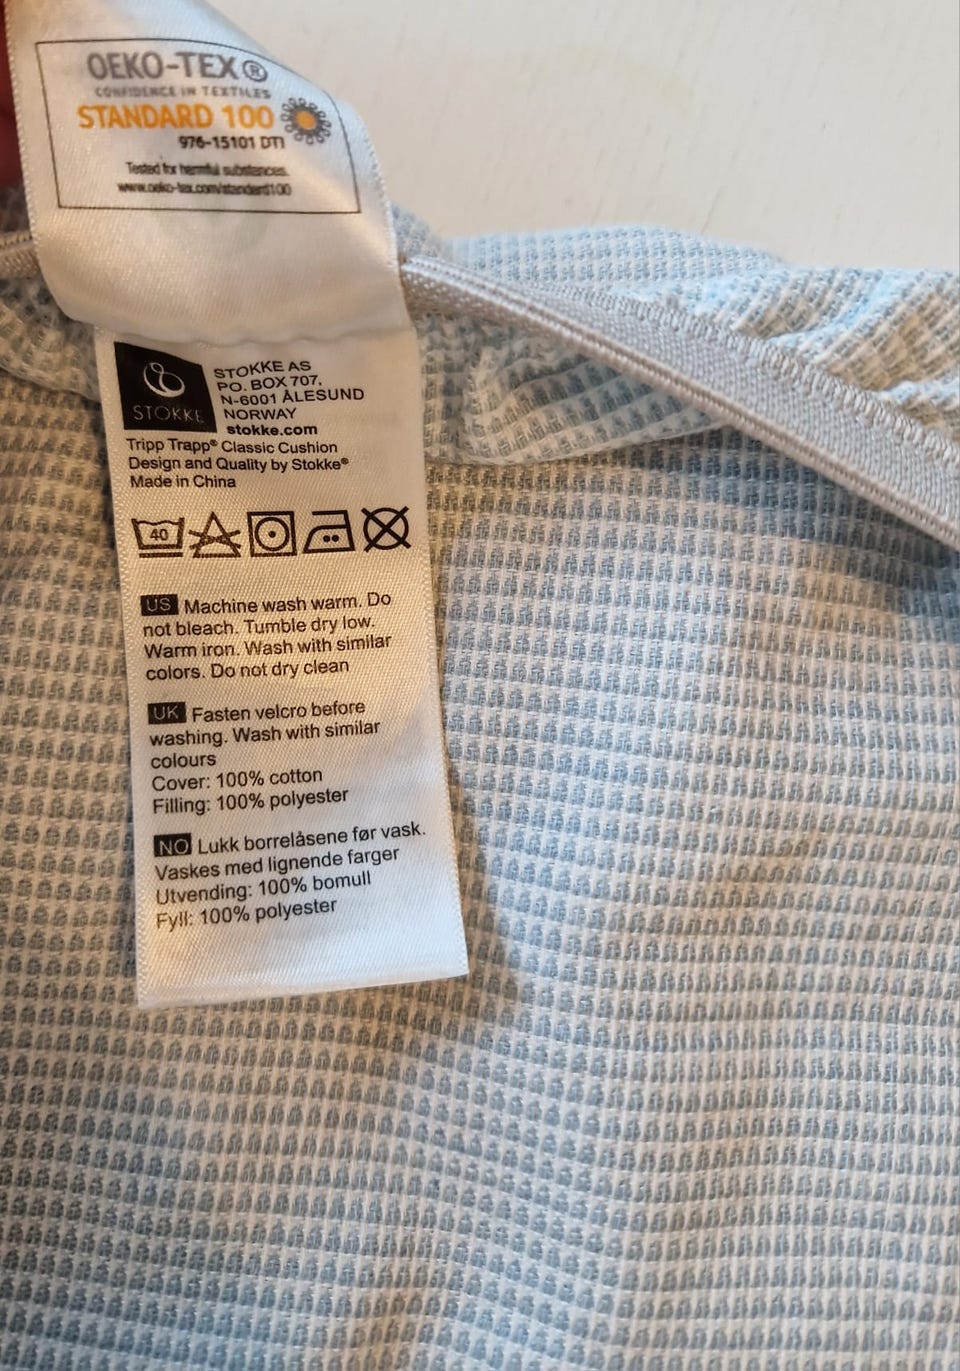 OEKO-TEX®
CONFIDENCE IN TEXTILES
STANDARD 100
976-15101 DTI
Tested for harmful substances.
www.oeko-tex.com/standard100
STOKKE
STOKKE AS
PO. BOX 707,
N-6001 ÅLESUND
NORWAY
stokke.com
Tripp Trapp® Classic Cushion
Design and Quality by Stokke®
Made in China
40
US Machine wash warm. Do
not bleach. Tumble dry low.
Warm iron. Wash with similar
colors. Do not dry clean
UK Fasten velcro before
washing. Wash with similar
colours
Cover: 100% cotton
Filling: 100% polyester
NO Lukk borrelåsene før vask.
Vaskes med lignende farger
Utvending: 100% bomull
Fyll: 100% polyester